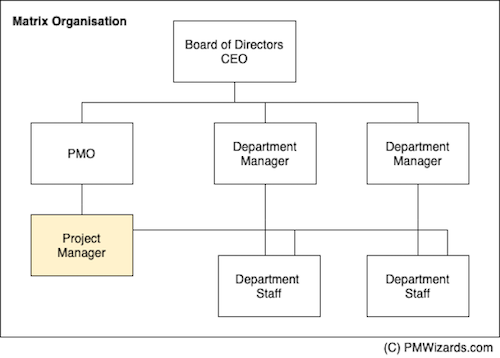 Matrix Organisation
Board of Directors
CEO
PMO
Department
Manager
Department
Manager
Project
Manager
Department
Staff
Department
Staff
(C) PMWizards.com